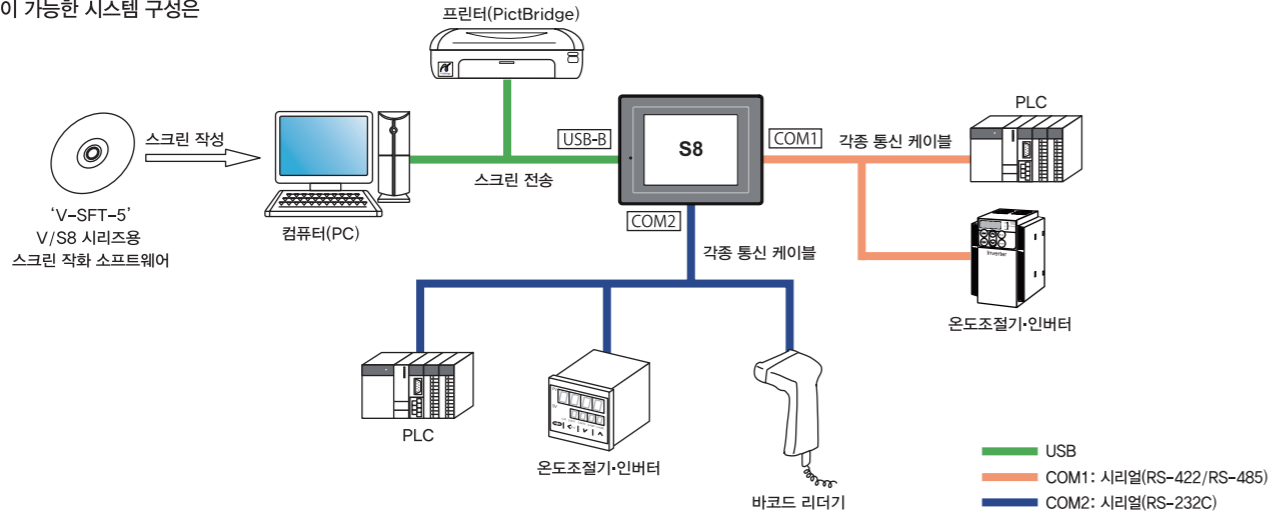 이 가능한 시스템 구성은
프린터(PictBridge)
스크린 작성
'V-SFT-5'
V/S8 시리즈용
스크린 작화 소프트웨어
컴퓨터(PC)
USB-B
스크린 전송
S8
COM1
각종 통신 케이블
PLC
COM2
각종 통신 케이블
Inverter
온도조절기·인버터
PLC
온도조절기·인버터
바코드 리더기
USB
COM1: 시리얼(RS-422/RS-485)
COM2: 시리얼(RS-232C)